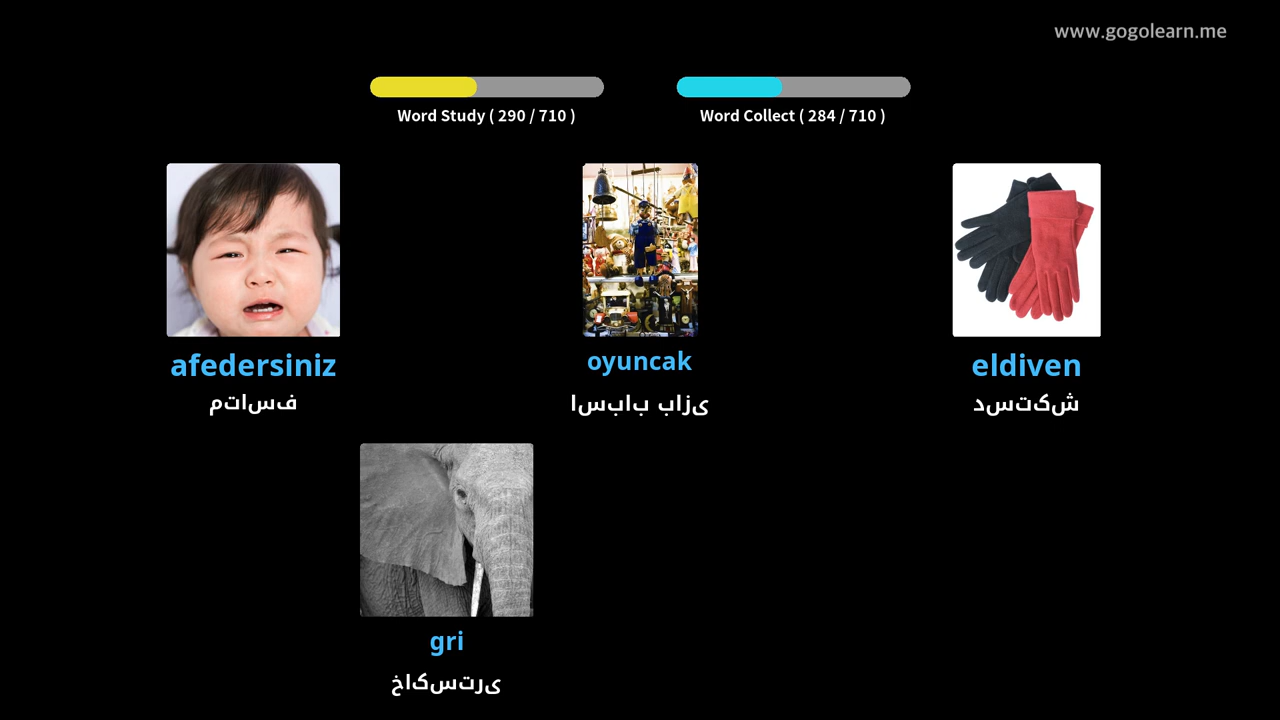 www.gogolearn.me
Word Study ( 290 / 710 )
Word Collect ( 284 / 710 )
afedersiniz
متاسف
oyuncak
اسباب بازی
eldiven
دستکش
gri
خاکستری